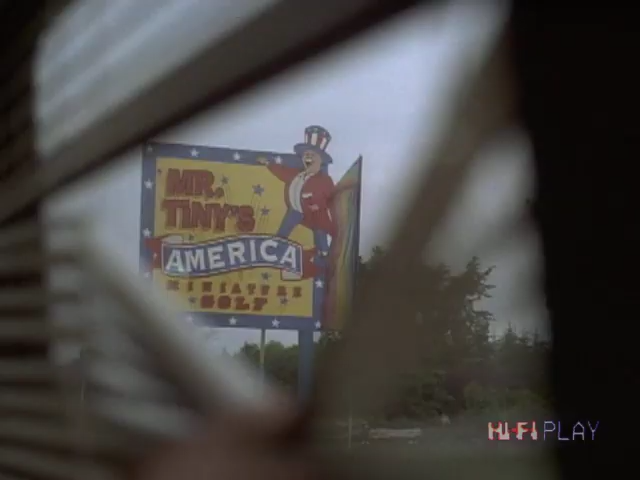 MR.
TINY'S
AMERICA
MINIATURE
GOLF
HI-FI PLAY